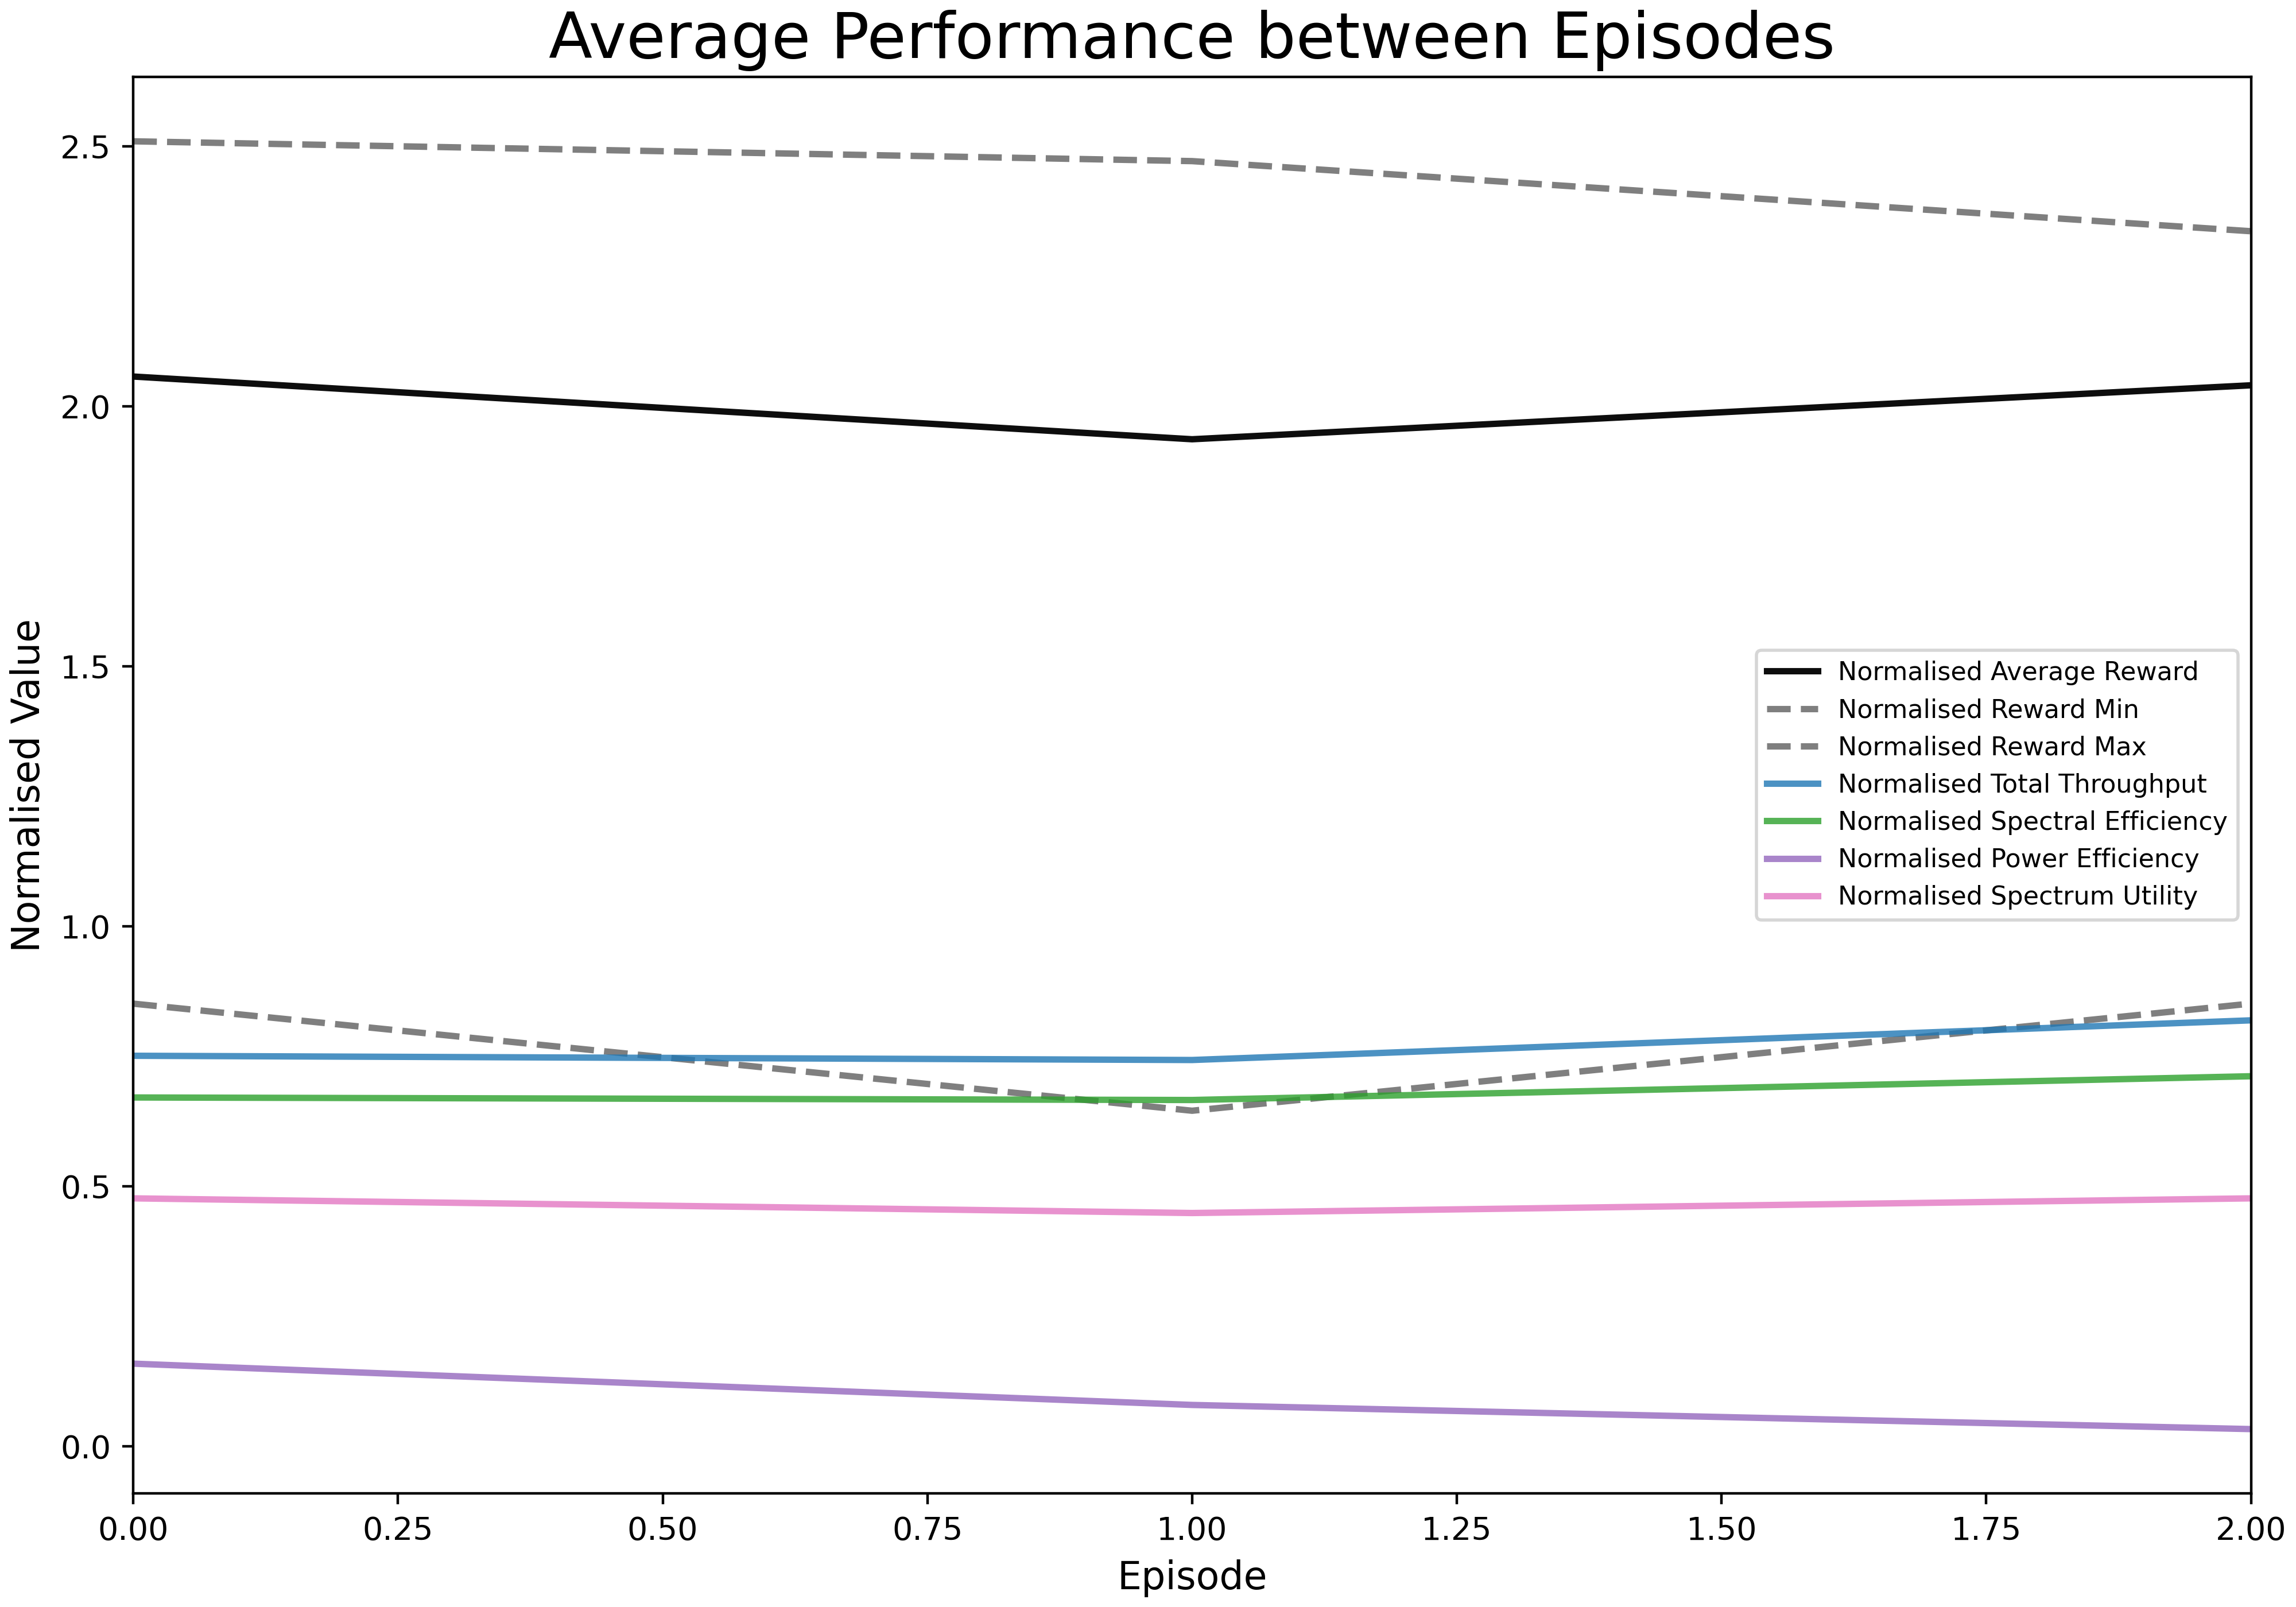 Average Performance between Episodes
Normalised Value
2.5
2.0
1.5
1.0
0.5
0.0
Normalised Average Reward
Normalised Reward Min
Normalised Reward Max
Normalised Total Throughput
Normalised Spectral Efficiency
Normalised Power Efficiency
Normalised Spectrum Utility
0.00 0.25 0.50 0.75 1.00 1.25 1.50 1.75 2.00
Episode